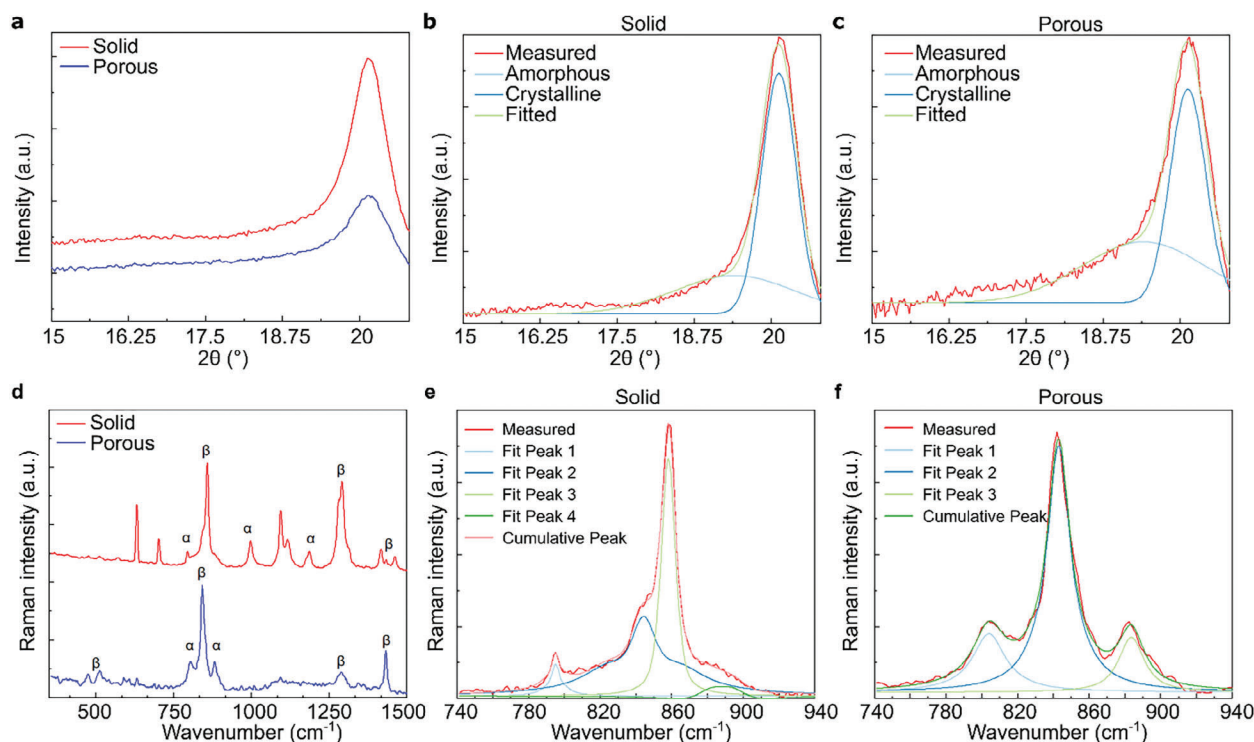 a
Solid
Porous
Intensity (a.u.)
15 16.25 17.5 18.75 20
2θ (°)
b
Solid
Measured
Amorphous
Crystalline
Fitted
Intensity (a.u.)
15 16.25 17.5 18.75 20
2θ (°)
c
Porous
Measured
Amorphous
Crystalline
Fitted
Intensity (a.u.)
15 16.25 17.5 18.75 20
2θ (°)
d
Solid
Porous
β
β
α
α
α
β
β
α
α
β
β
β
Raman intensity (a.u.)
500 750 1000 1250 1500
Wavenumber (cm⁻¹)
e
Solid
Measured
Fit Peak 1
Fit Peak 2
Fit Peak 3
Fit Peak 4
Cumulative Peak
Raman intensity (a.u.)
740 780 820 860 900 940
Wavenumber (cm⁻¹)
f
Porous
Measured
Fit Peak 1
Fit Peak 2
Fit Peak 3
Cumulative Peak
Raman intensity (a.u.)
740 780 820 860 900 940
Wavenumber (cm⁻¹)